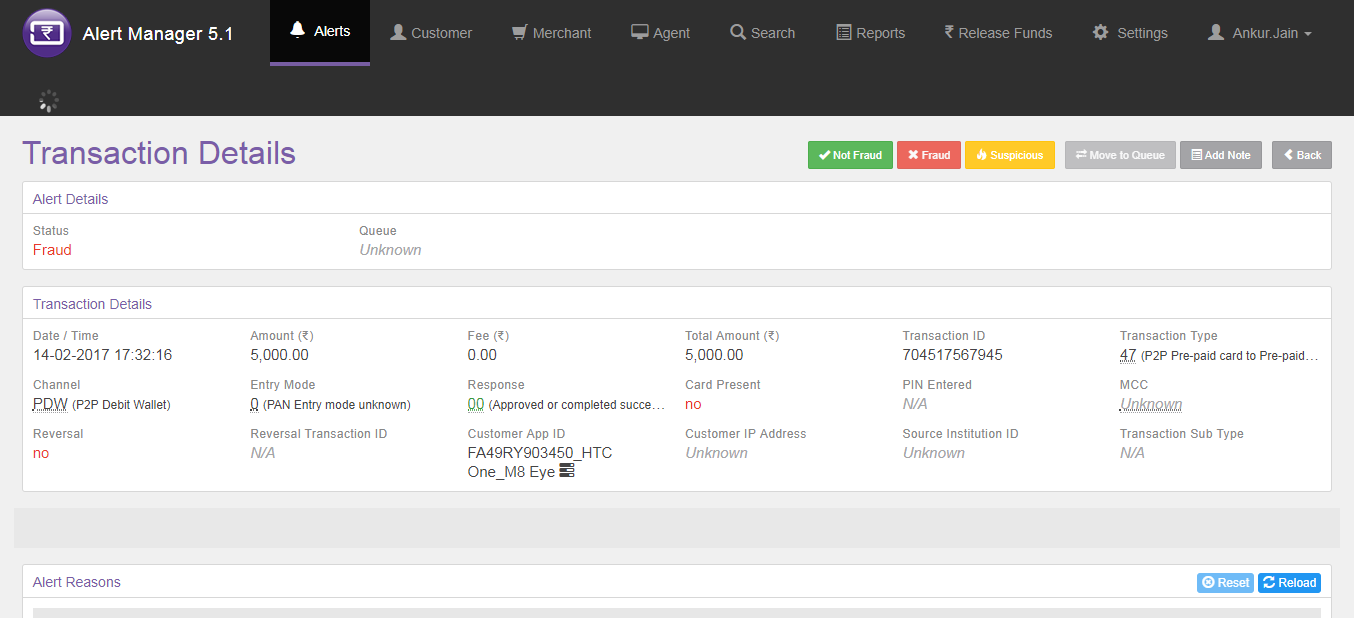 Alert Manager 5.1 Alerts Customer Merchant Agent Search Reports ₹ Release Funds Settings Ankur.Jain
Transaction Details Not Fraud Fraud Suspicious Move to Queue Add Note Back
Alert Details
Status Queue
Fraud Unknown
Transaction Details
Date / Time Amount (₹) Fee (₹) Total Amount (₹) Transaction ID Transaction Type
14-02-2017 17:32:16 5,000.00 0.00 5,000.00 704517567945 47 (P2P Pre-paid card to Pre-paid…
Channel Entry Mode Response Card Present PIN Entered MCC
PDW (P2P Debit Wallet) 0 (PAN Entry mode unknown) 00 (Approved or completed succe… no N/A Unknown
Reversal Reversal Transaction ID Customer App ID Customer IP Address Source Institution ID Transaction Sub Type
no N/A FA49RY903450_HTC Unknown Unknown N/A
One_M8 Eye
Alert Reasons Reset Reload